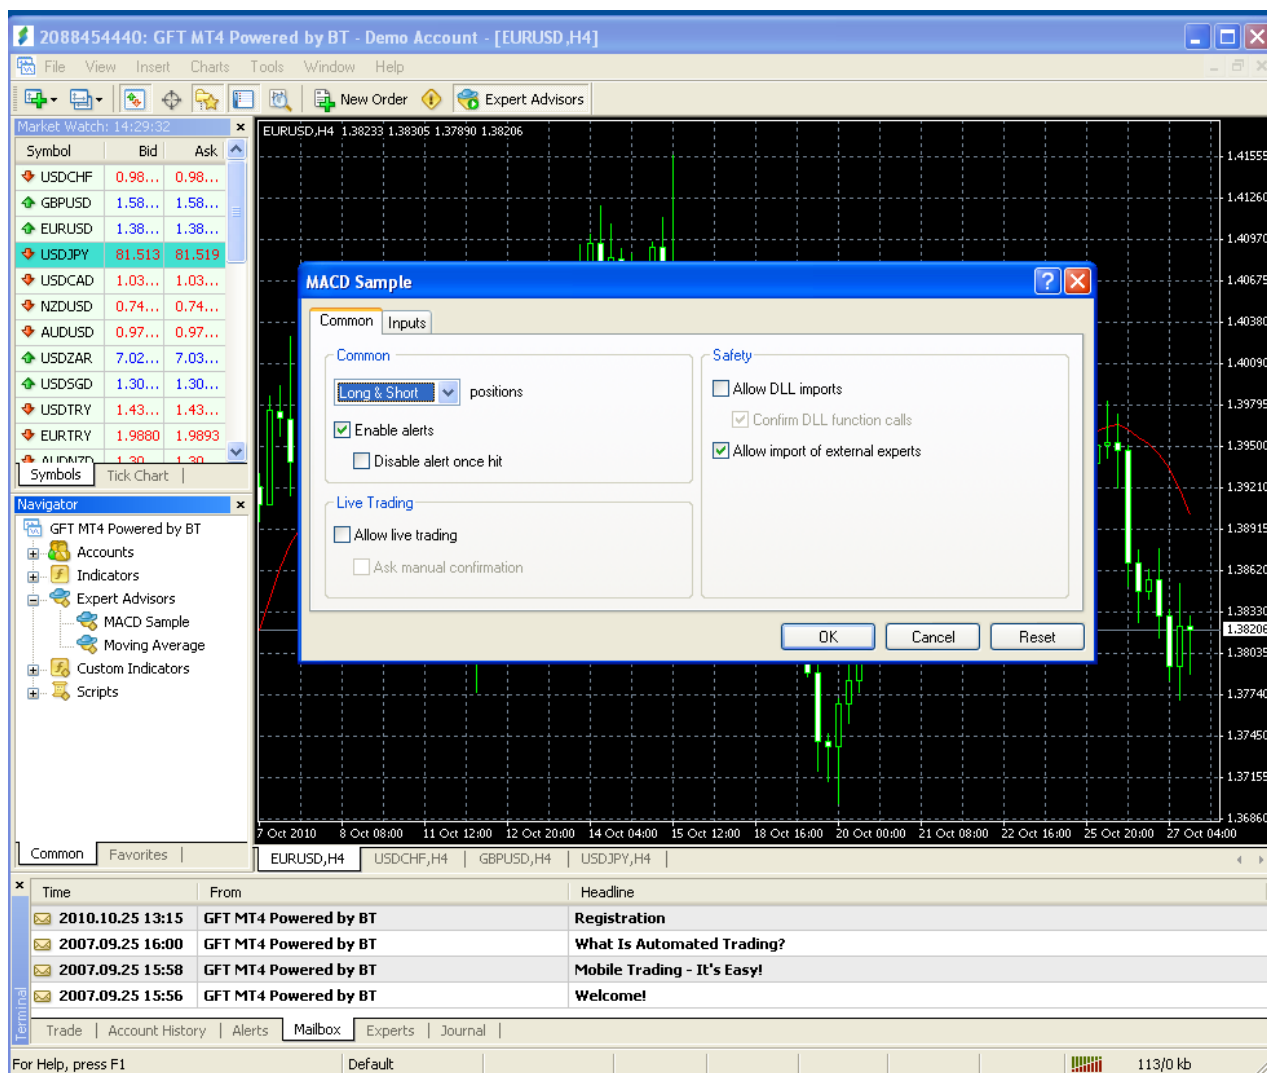 2088454440: GFT MT4 Powered by BT - Demo Account - [EURUSD,H4]
File View Insert Charts Tools Window Help
New Order Expert Advisors
Market Watch: 14:29:32
Symbol Bid Ask
USDCHF 0.98... 0.98...
GBPUSD 1.58... 1.58...
EURUSD 1.38... 1.38...
USDJPY 81.513 81.519
USDCAD 1.03... 1.03...
NZDUSD 0.74... 0.74...
AUDUSD 0.97... 0.97...
USDZAR 7.02... 7.03...
USDSGD 1.30... 1.30...
USDTRY 1.43... 1.43...
EURTRY 1.9880 1.9893
AUDNZD 1.30... 1.30...
Symbols Tick Chart
Navigator
GFT MT4 Powered by BT
Accounts
Indicators
Expert Advisors
MACD Sample
Moving Average
Custom Indicators
Scripts
Common Favorites
EURUSD,H4 1.38233 1.38305 1.37890 1.38206
1.41555
1.41260
1.40970
1.40675
1.40380
1.40090
1.39795
1.39500
1.39210
1.38915
1.38620
1.38330
1.38206
1.38035
1.37740
1.37450
1.37155
1.36860
7 Oct 2010 8 Oct 08:00 11 Oct 12:00 12 Oct 20:00 14 Oct 04:00 15 Oct 12:00 18 Oct 16:00 20 Oct 00:00 21 Oct 08:00 22 Oct 16:00 25 Oct 20:00 27 Oct 04:00
EURUSD,H4 USDCHF,H4 GBPUSD,H4 USDJPY,H4
MACD Sample
Common Inputs
Common
Long & Short positions
Enable alerts
Disable alert once hit
Live Trading
Allow live trading
Ask manual confirmation
Safety
Allow DLL imports
Confirm DLL function calls
Allow import of external experts
OK Cancel Reset
Time From Headline
2010.10.25 13:15 GFT MT4 Powered by BT Registration
2007.09.25 16:00 GFT MT4 Powered by BT What Is Automated Trading?
2007.09.25 15:58 GFT MT4 Powered by BT Mobile Trading - It's Easy!
2007.09.25 15:56 GFT MT4 Powered by BT Welcome!
Terminal
Trade Account History Alerts Mailbox Experts Journal
For Help, press F1 Default 113/0 kb